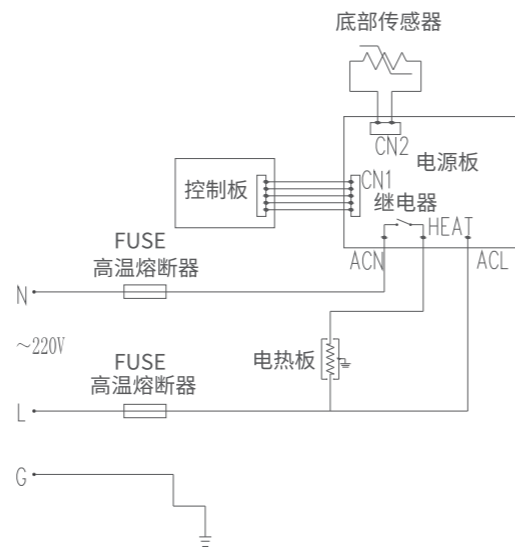 底部传感器
CN2
电源板
控制板
CN1
继电器
HEAT
FUSE
高温熔断器
ACN
ACL
N
～220V
FUSE
高温熔断器
电热板
L
G